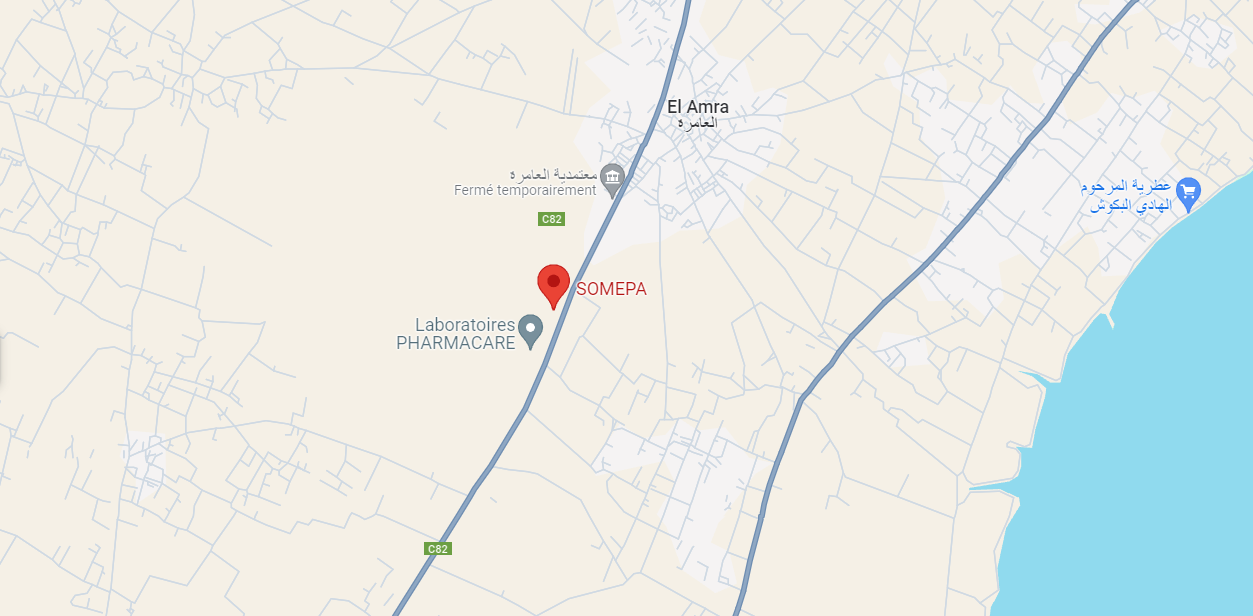 El Amra
العامرة
معتمدية العامرة
Fermé temporairement
عطرية المرحوم
الهادي البكوش
C82
SOMEPA
Laboratoires
PHARMACARE
C82